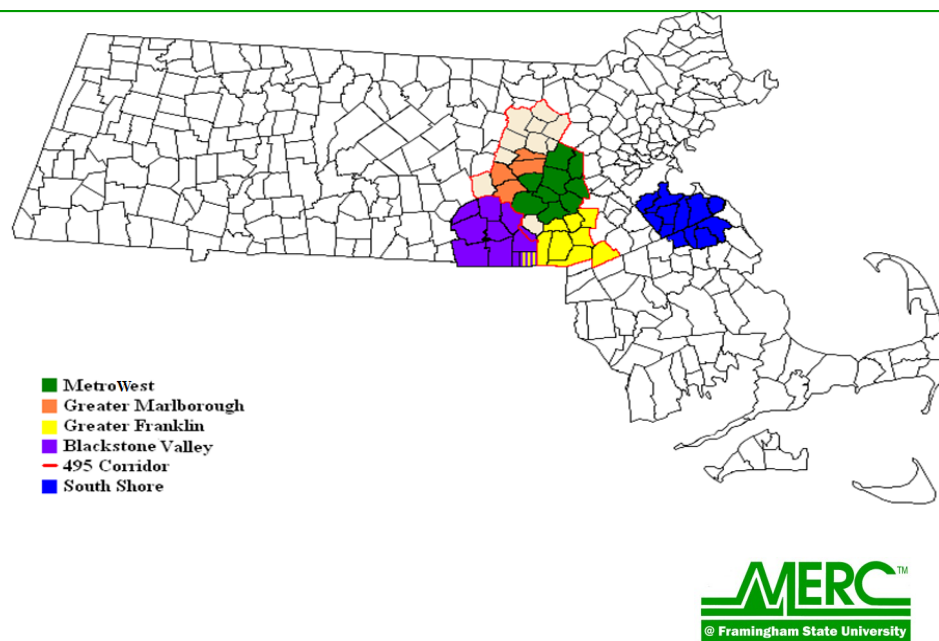 MetroWest
Greater Marlborough
Greater Franklin
Blackstone Valley
495 Corridor
South Shore
MERC™
@ Framingham State University